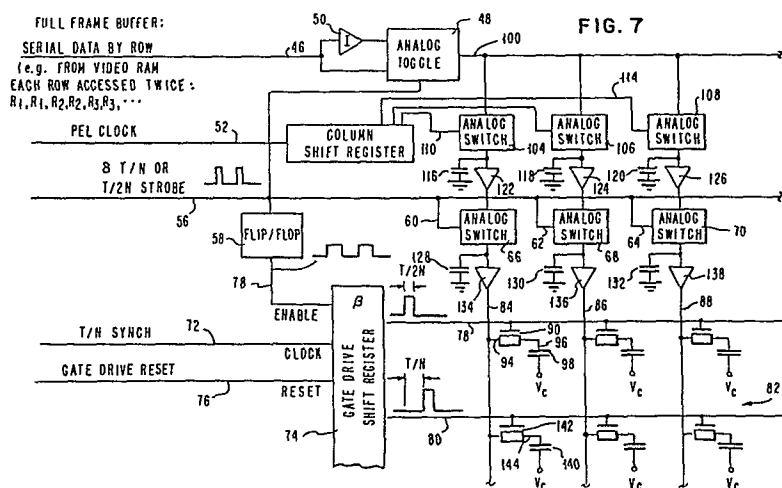 FIG. 7
FULL FRAME BUFFER:
SERIAL DATA BY ROW
46
(e.g. FROM VIDEO RAM
EACH ROW ACCESSED TWICE:
R1, R1, R2, R2, R3, R3, ...
50
I
ANALOG
TOGGLE
48
100
114
108
PEL CLOCK
52
COLUMN
SHIFT REGISTER
110
ANALOG
SWITCH
104
ANALOG
SWITCH
106
ANALOG
SWITCH
116
122
118
124
120
126
δ T/N OR
T/2N STROBE
56
60
ANALOG
SWITCH
66
62
ANALOG
SWITCH
68
64
ANALOG
SWITCH
70
FLIP/FLOP
58
78
128
134
84
130
136
86
132
138
88
ENABLE
β
T/2N
78
90
96
94
98
Vc
Vc
Vc
T/N SYNCH
72
CLOCK
GATE DRIVE RESET
76
RESET
GATE DRIVE
SHIFT REGISTER
74
T/N
80
82
142
144
140
Vc
Vc
Vc